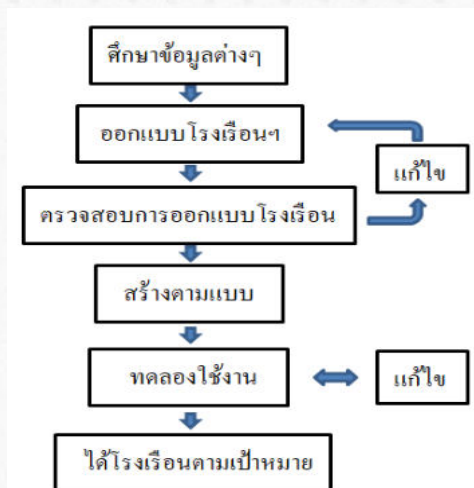 ศึกษาข้อมูลต่างๆ
ออกแบบโรงเรือนฯ
แก้ไข
ตรวจสอบการออกแบบโรงเรือน
สร้างตามแบบ
ทดลองใช้งาน
แก้ไข
ได้โรงเรือนตามเป้าหมาย